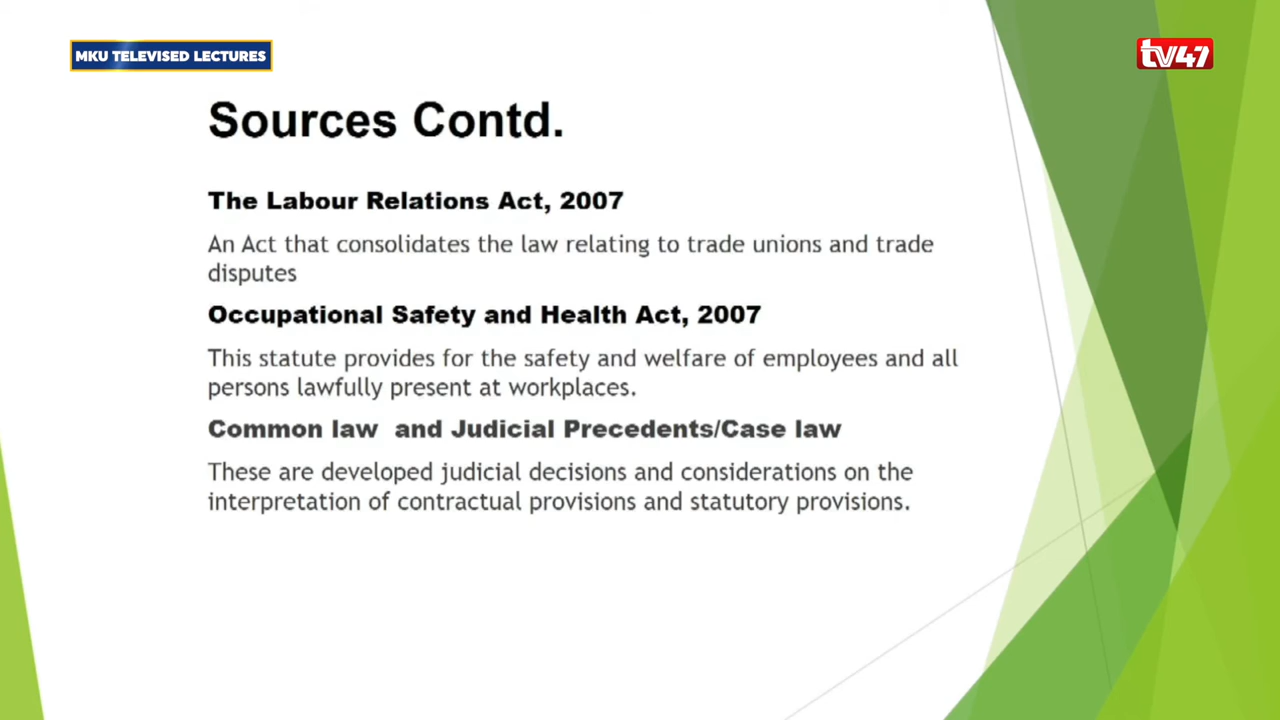 MKU TELEVISED LECTURES
tv47
Sources Contd.
The Labour Relations Act, 2007
An Act that consolidates the law relating to trade unions and trade
disputes
Occupational Safety and Health Act, 2007
This statute provides for the safety and welfare of employees and all
persons lawfully present at workplaces.
Common law  and Judicial Precedents/Case law
These are developed judicial decisions and considerations on the
interpretation of contractual provisions and statutory provisions.